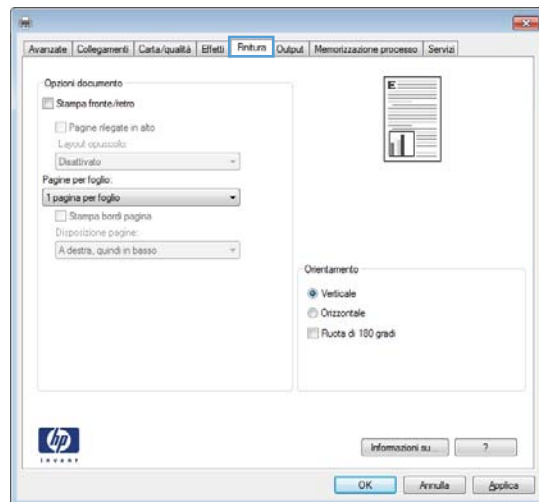 Avanzate Collegamenti Carta/qualità Effetti Finitura Output Memorizzazione processo Servizi
Opzioni documento
Stampa fronte/retro
Pagine rilegate in alto
Layout opuscolo:
Disattivato
Pagine per foglio:
1 pagina per foglio
Stampa bordi pagina
Disposizione pagine:
A destra, quindi in basso
E
Orientamento
Verticale
Orizzontale
Ruota di 180 gradi
hp
invent
Informazioni su...
?
OK Annulla Applica